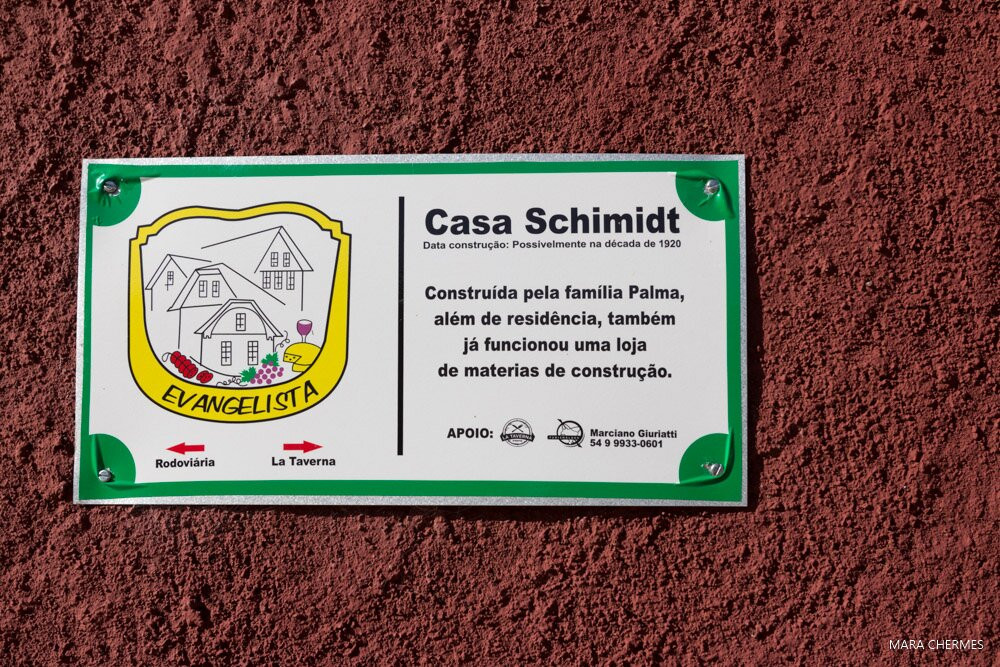 EVANGELISTA
Rodoviária
La Taverna
Casa Schimidt
Data construção: Possivelmente na década de 1920
Construída pela família Palma,
além de residência, também
já funcionou uma loja
de materias de construção.
APOIO:
LA TAVERNA
Marciano Giuriatti
54 9 9933-0601
MARA CHERMES